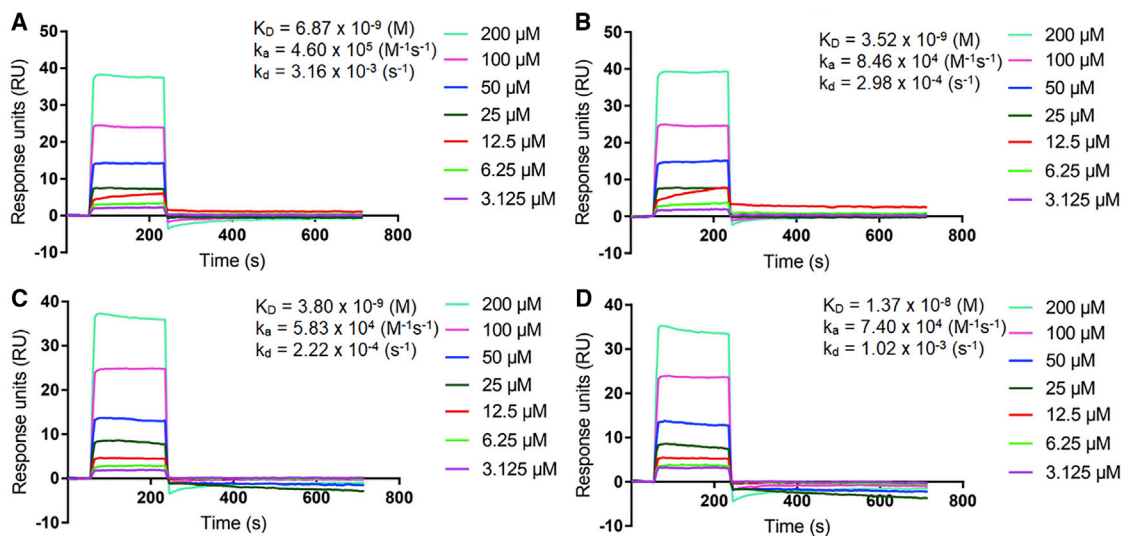 A
K_D = 6.87 x 10⁻⁹ (M)
k_a = 4.60 x 10⁵ (M⁻¹s⁻¹)
k_d = 3.16 x 10⁻³ (s⁻¹)
Response units (RU)
50
40
30
20
10
0
-10
200
400
600
800
Time (s)
200 µM
100 µM
50 µM
25 µM
12.5 µM
6.25 µM
3.125 µM
B
K_D = 3.52 x 10⁻⁹ (M)
k_a = 8.46 x 10⁴ (M⁻¹s⁻¹)
k_d = 2.98 x 10⁻⁴ (s⁻¹)
Response units (RU)
50
40
30
20
10
0
-10
200
400
600
800
Time (s)
200 µM
100 µM
50 µM
25 µM
12.5 µM
6.25 µM
3.125 µM
C
K_D = 3.80 x 10⁻⁹ (M)
k_a = 5.83 x 10⁴ (M⁻¹s⁻¹)
k_d = 2.22 x 10⁻⁴ (s⁻¹)
Response units (RU)
40
30
20
10
0
-10
200
400
600
800
Time (s)
200 µM
100 µM
50 µM
25 µM
12.5 µM
6.25 µM
3.125 µM
D
K_D = 1.37 x 10⁻⁸ (M)
k_a = 7.40 x 10⁴ (M⁻¹s⁻¹)
k_d = 1.02 x 10⁻³ (s⁻¹)
Response units (RU)
40
30
20
10
0
-10
200
400
600
800
Time (s)
200 µM
100 µM
50 µM
25 µM
12.5 µM
6.25 µM
3.125 µM